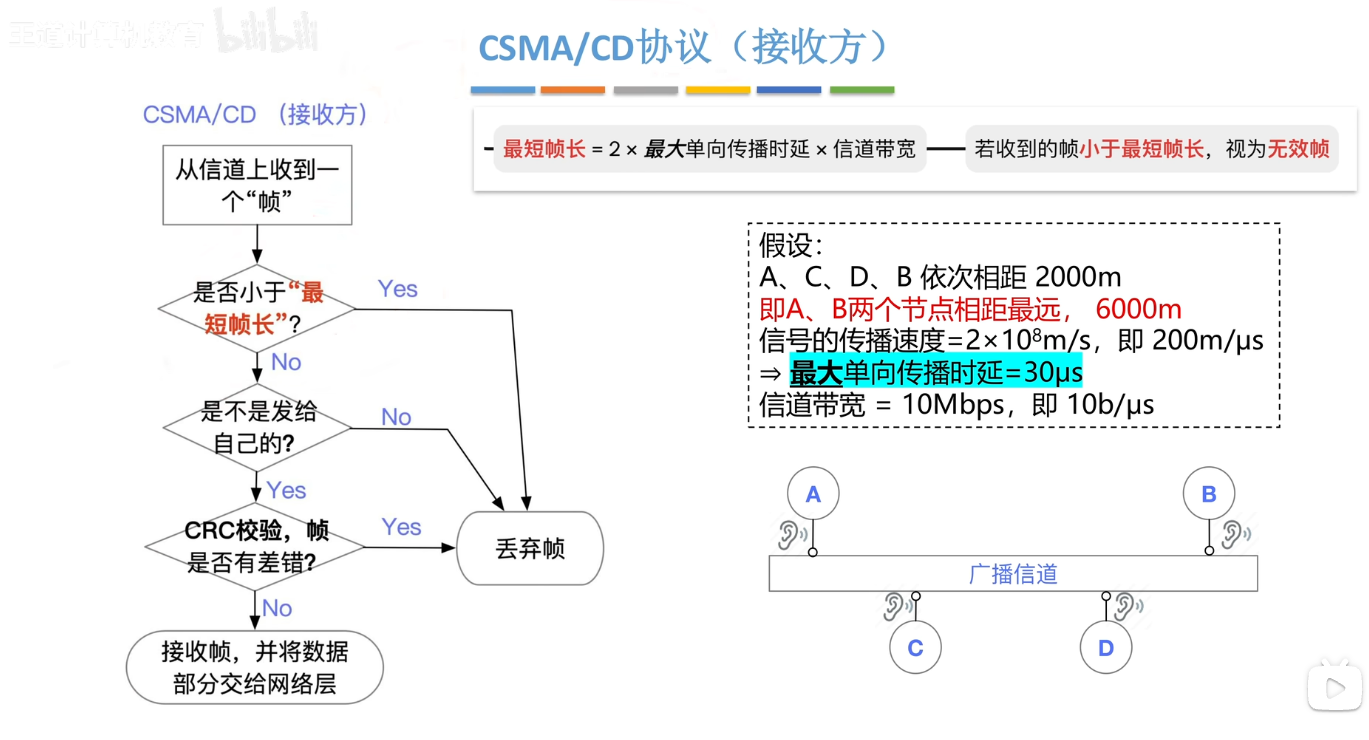 王道计算机教育 bilibili
CSMA/CD协议（接收方）
CSMA/CD （接收方）
最短帧长 = 2 × 最大单向传播时延 × 信道带宽
若收到的帧小于最短帧长，视为无效帧
从信道上收到一
个“帧”
是否小于“最
短帧长”?
Yes
No
是不是发给
自己的?
No
Yes
CRC校验，帧
是否有差错?
Yes
No
丢弃帧
接收帧，并将数据
部分交给网络层
假设：
A、C、D、B 依次相距 2000m
即A、B两个节点相距最远， 6000m
信号的传播速度=2×10⁸m/s，即 200m/μs
⇒ 最大单向传播时延=30μs
信道带宽 = 10Mbps，即 10b/μs
A
B
广播信道
C
D